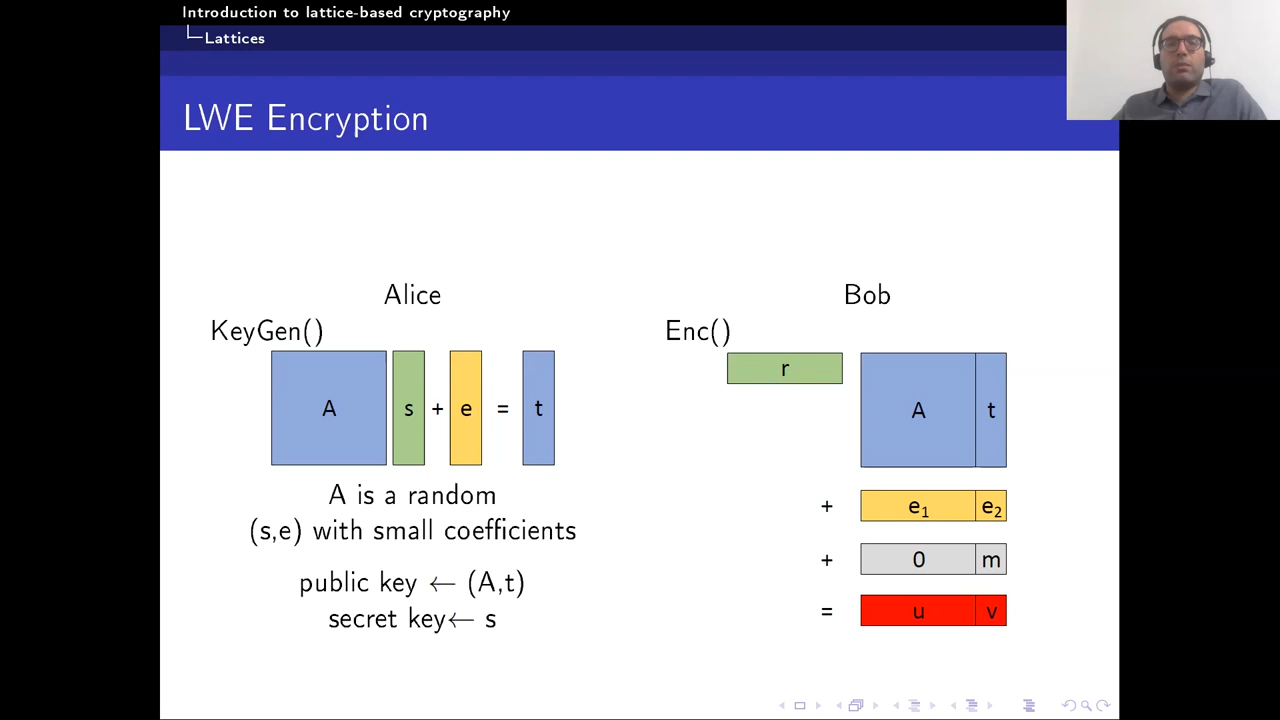 Introduction to lattice-based cryptography
Lattices
LWE Encryption
Alice
KeyGen()
A s + e = t
A is a random
(s,e) with small coefficients
public key ← (A,t)
secret key← s
Bob
Enc()
r A t
+ e₁ e₂
+ 0 m
= u v